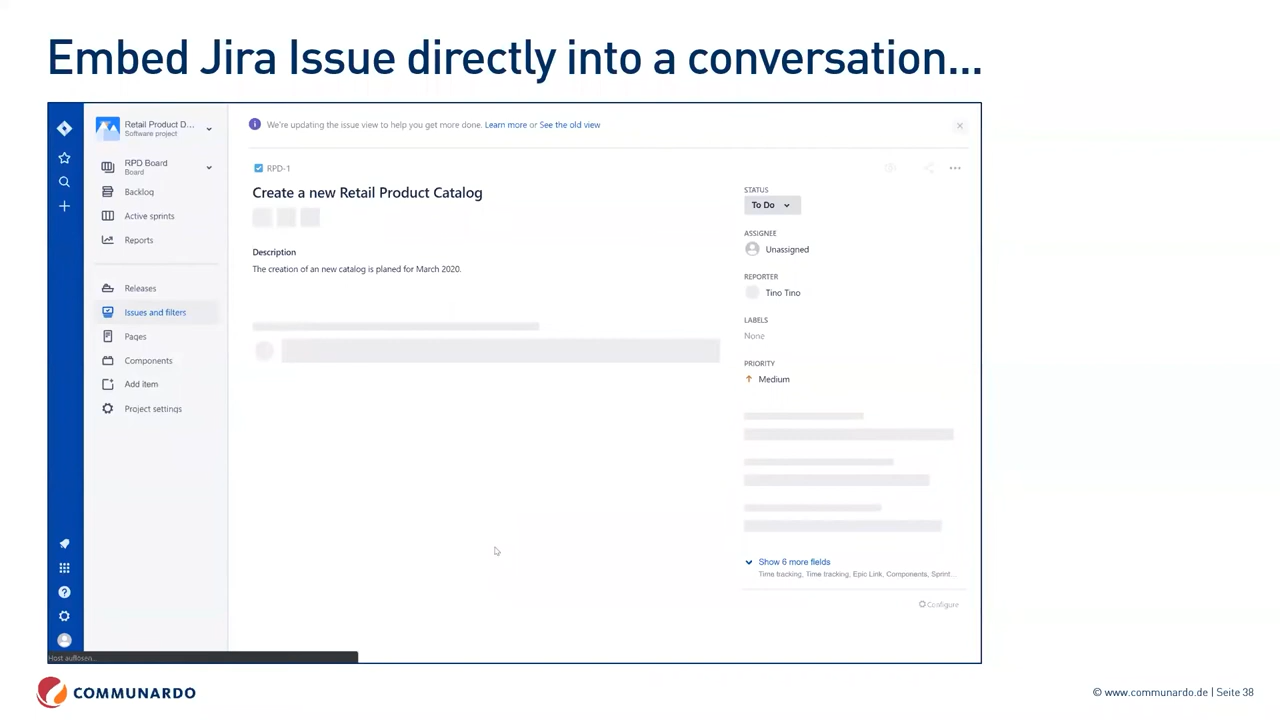 Embed Jira Issue directly into a conversation...
Retail Product D...
Software project
RPD Board
Board
Backlog
Active sprints
Reports
Releases
Issues and filters
Pages
Components
Add item
Project settings
We're updating the issue view to help you get more done. Learn more or See the old view
RPD-1
Create a new Retail Product Catalog
Description
The creation of an new catalog is planed for March 2020.
STATUS
To Do
ASSIGNEE
Unassigned
REPORTER
Tino Tino
LABELS
None
PRIORITY
Medium
Show 6 more fields
Time tracking, Time tracking, Epic Link, Components, Sprint...
Configure
Host auflösen...
COMMUNARDO
© www.communardo.de | Seite 38